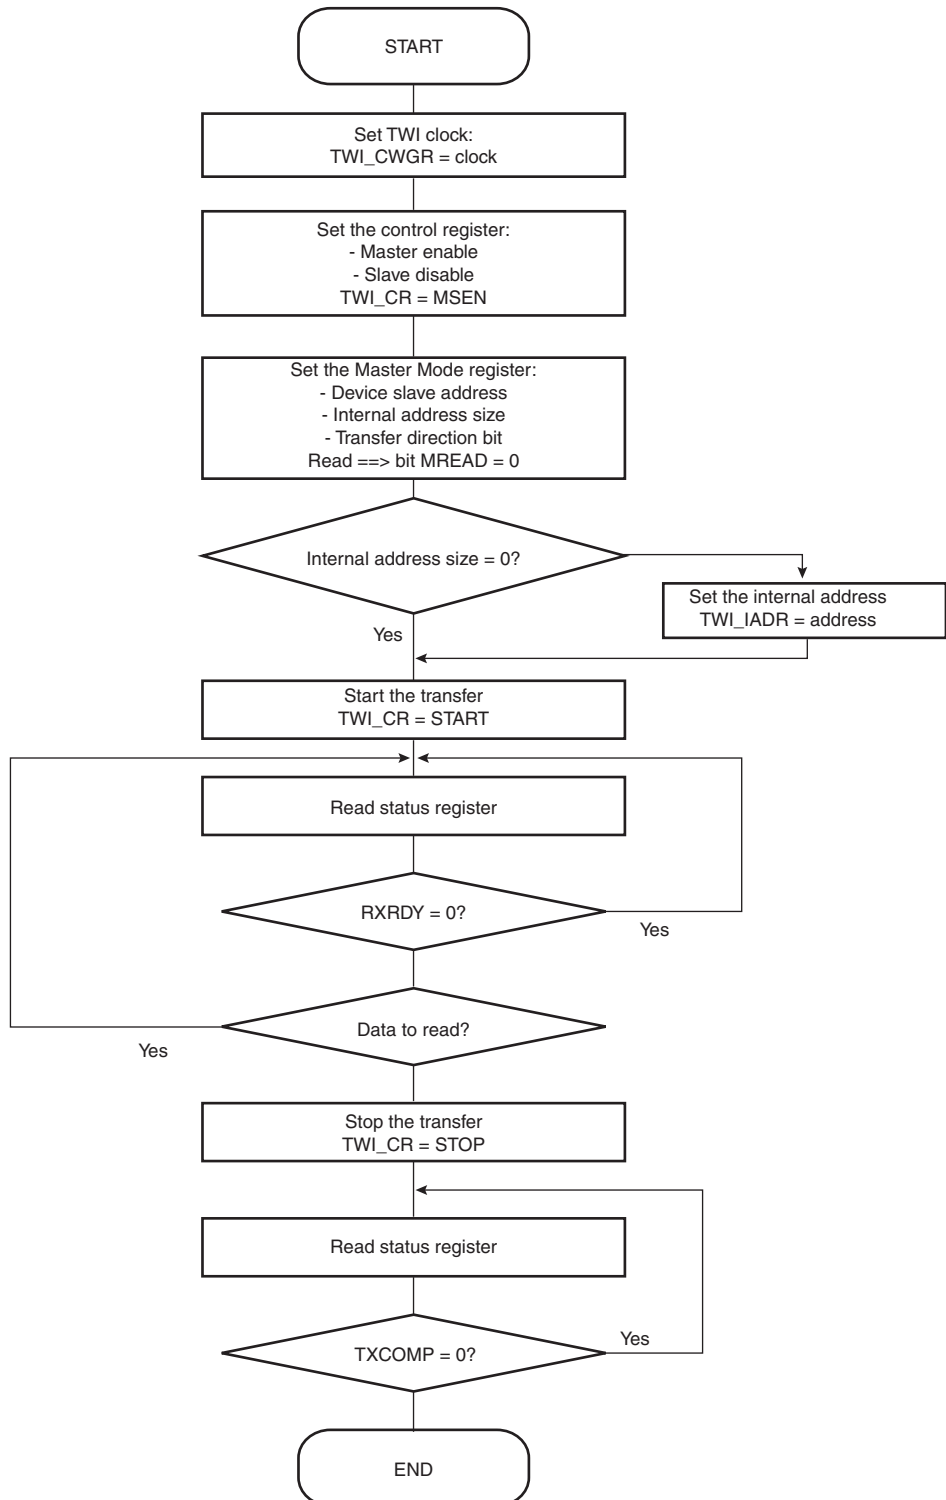 START
Set TWI clock:
TWI_CWGR = clock
Set the control register:
- Master enable
- Slave disable
TWI_CR = MSEN
Set the Master Mode register:
- Device slave address
- Internal address size
- Transfer direction bit
Read ==> bit MREAD = 0
Internal address size = 0?
Set the internal address
TWI_IADR = address
Yes
Start the transfer
TWI_CR = START
Read status register
RXRDY = 0?
Yes
Data to read?
Yes
Stop the transfer
TWI_CR = STOP
Read status register
TXCOMP = 0?
Yes
END